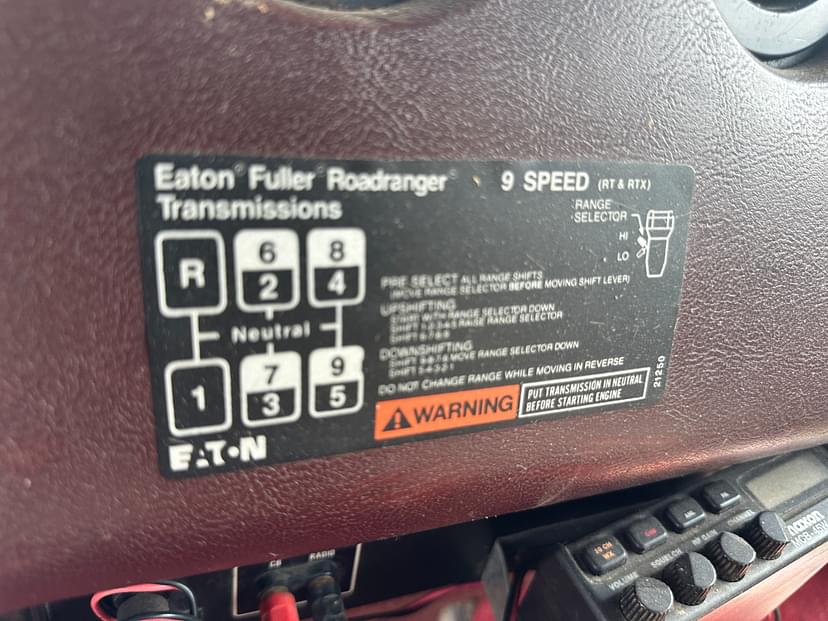 Eaton® Fuller® Roadranger® 9 SPEED (RT & RTX)
Transmissions
RANGE
SELECTOR
HI
LO
R 6 8
2 4
Neutral
7 9
1 3 5
PRE SELECT ALL RANGE SHIFTS
(MOVE RANGE SELECTOR BEFORE MOVING SHIFT LEVER)
UPSHIFTING
START WITH RANGE SELECTOR DOWN
SHIFT 1-2-3-4-5 RAISE RANGE SELECTOR
SHIFT 6-7-8-9
DOWNSHIFTING
SHIFT 9-8-7-6 MOVE RANGE SELECTOR DOWN
SHIFT 5-4-3-2-1
DO NOT CHANGE RANGE WHILE MOVING IN REVERSE
WARNING
PUT TRANSMISSION IN NEUTRAL
BEFORE STARTING ENGINE
21250
EATON
CB RADIO
VOLUME SQUELCH RF GAIN CHANNEL
maxon